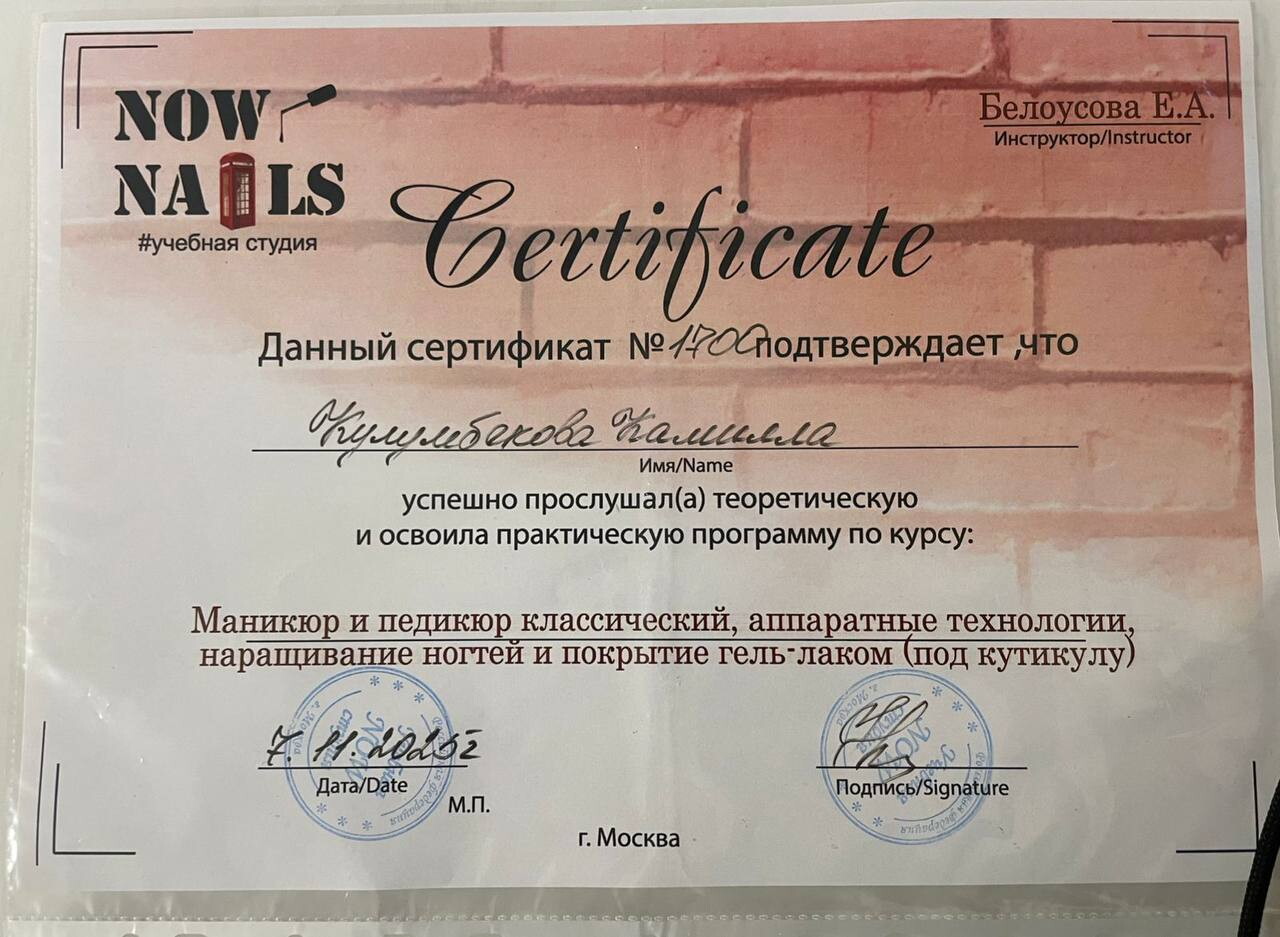 NOW
NAILS
#учебная студия
Белоусова Е.А.
Инструктор/Instructor
Certificate
Данный сертификат №1700подтверждает ,что
Кулумбекова Камилла
Имя/Name
успешно прослушал(а) теоретическую
и освоила практическую программу по курсу:
Маникюр и педикюр классический, аппаратные технологии,
наращивание ногтей и покрытие гель-лаком (под кутикулу)
7.11.2025г
Дата/Date
М.П.
Подпись/Signature
г. Москва